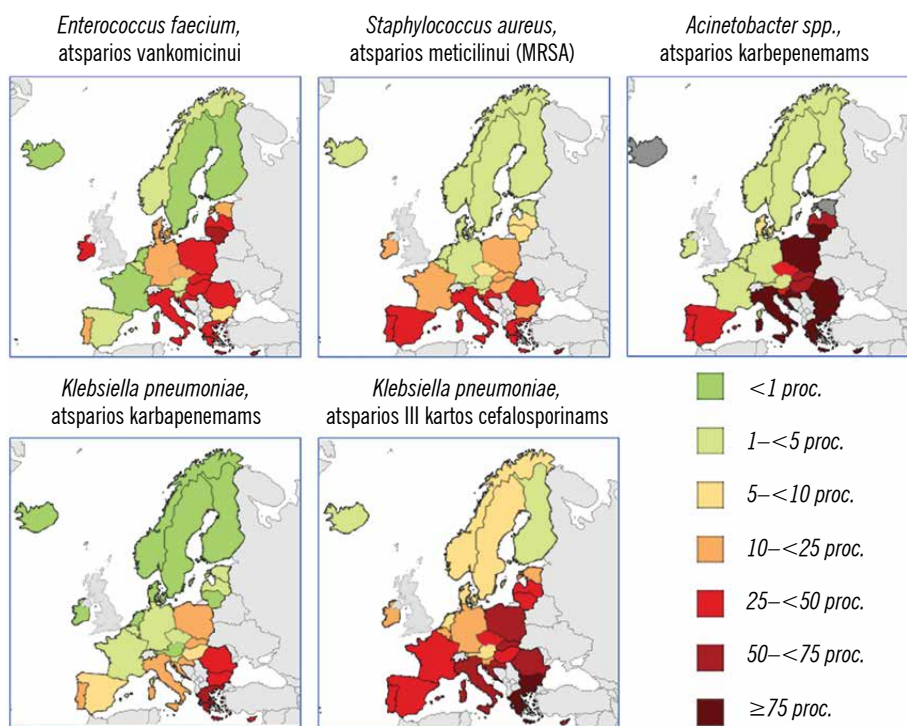 Enterococcus faecium,
atsparios vankomicinui
Staphylococcus aureus,
atsparios meticilinui (MRSA)
Acinetobacter spp.,
atsparios karbepenemams
Klebsiella pneumoniae,
atsparios karbapenemams
Klebsiella pneumoniae,
atsparios III kartos cefalosporinams
<1 proc.
1–<5 proc.
5–<10 proc.
10–<25 proc.
25–<50 proc.
50–<75 proc.
≥75 proc.